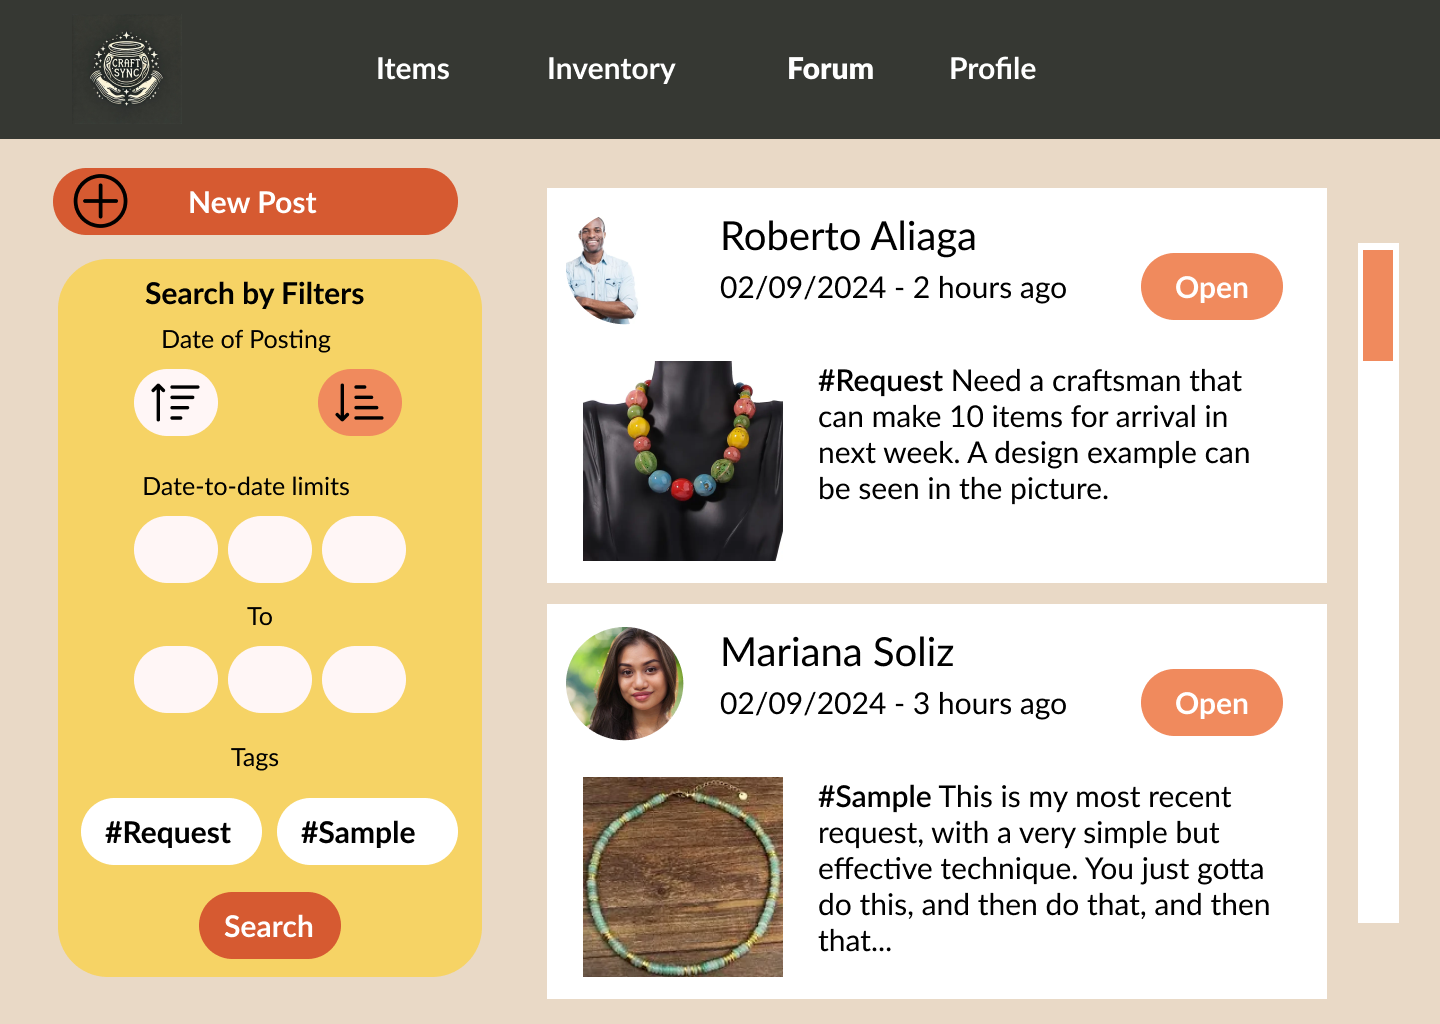 CRAFT
SYNC
Items
Inventory
Forum
Profile
New Post
Search by Filters
Date of Posting
Date-to-date limits
To
Tags
#Request
#Sample
Search
Roberto Aliaga
02/09/2024 - 2 hours ago
Open
#Request Need a craftsman that
can make 10 items for arrival in
next week. A design example can
be seen in the picture.
Mariana Soliz
02/09/2024 - 3 hours ago
Open
#Sample This is my most recent
request, with a very simple but
effective technique. You just gotta
do this, and then do that, and then
that...